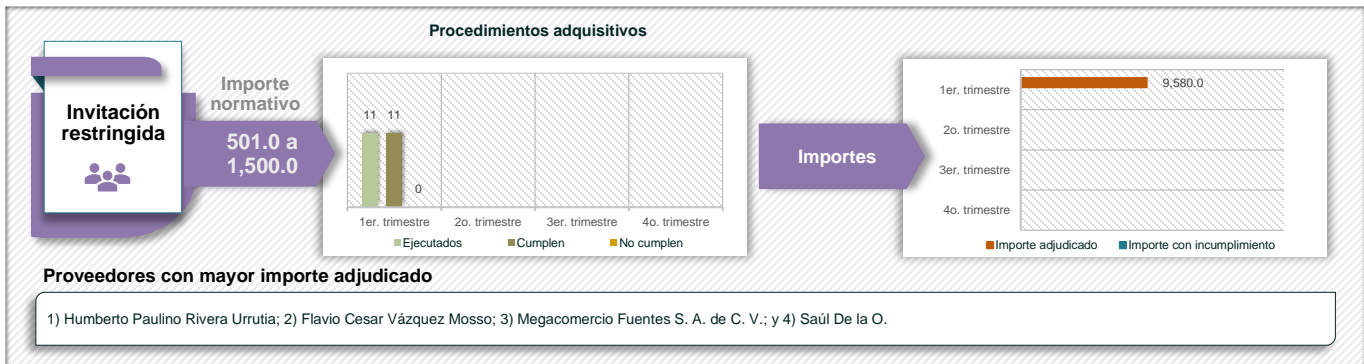 Procedimientos adquisitivos
Invitación
restringida
Importe
normativo
501.0 a
1,500.0
11 11
0
1er. trimestre 2o. trimestre 3er. trimestre 4o. trimestre
Ejecutados Cumplen No cumplen
Importes
1er. trimestre 9,580.0
2o. trimestre
3er. trimestre
4o. trimestre
Importe adjudicado Importe con incumplimiento
Proveedores con mayor importe adjudicado
1) Humberto Paulino Rivera Urrutia; 2) Flavio Cesar Vázquez Mosso; 3) Megacomercio Fuentes S. A. de C. V.; y 4) Saúl De la O.